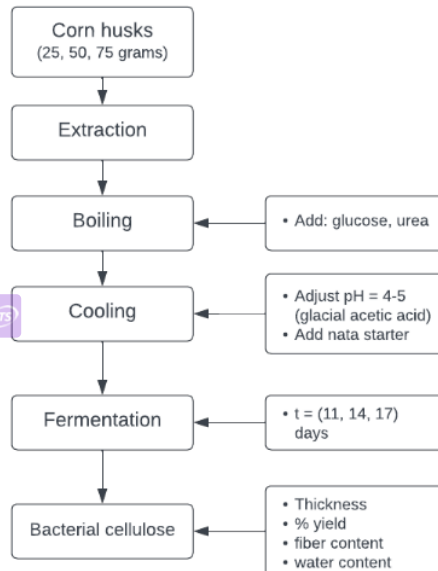 Corn husks
(25, 50, 75 grams)
Extraction
Boiling
• Add: glucose, urea
Cooling
• Adjust pH = 4-5
(glacial acetic acid)
• Add nata starter
Fermentation
• t = (11, 14, 17)
days
Bacterial cellulose
• Thickness
• % yield
• fiber content
• water content